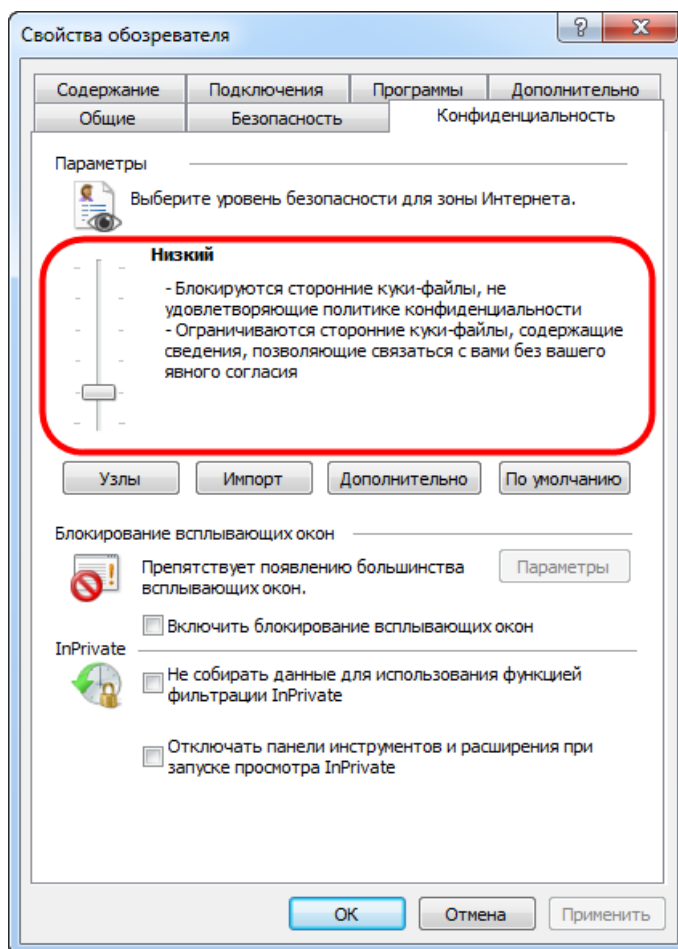 Свойства обозревателя
Содержание Подключения Программы Дополнительно
Общие Безопасность Конфиденциальность
Параметры
Выберите уровень безопасности для зоны Интернета.
Низкий
- Блокируются сторонние куки-файлы, не
удовлетворяющие политике конфиденциальности
- Ограничиваются сторонние куки-файлы, содержащие
сведения, позволяющие связаться с вами без вашего
явного согласия
Узлы Импорт Дополнительно По умолчанию
Блокирование всплывающих окон
Препятствует появлению большинства
всплывающих окон.
Параметры
Включить блокирование всплывающих окон
InPrivate
Не собирать данные для использования функцией
фильтрации InPrivate
Отключать панели инструментов и расширения при
запуске просмотра InPrivate
ОК Отмена Применить